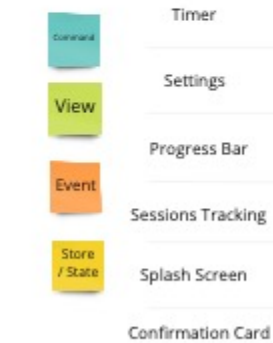 Timer
Command
Settings
View
Progress Bar
Event
Sessions Tracking
Store
/ State
Splash Screen
Confirmation Card